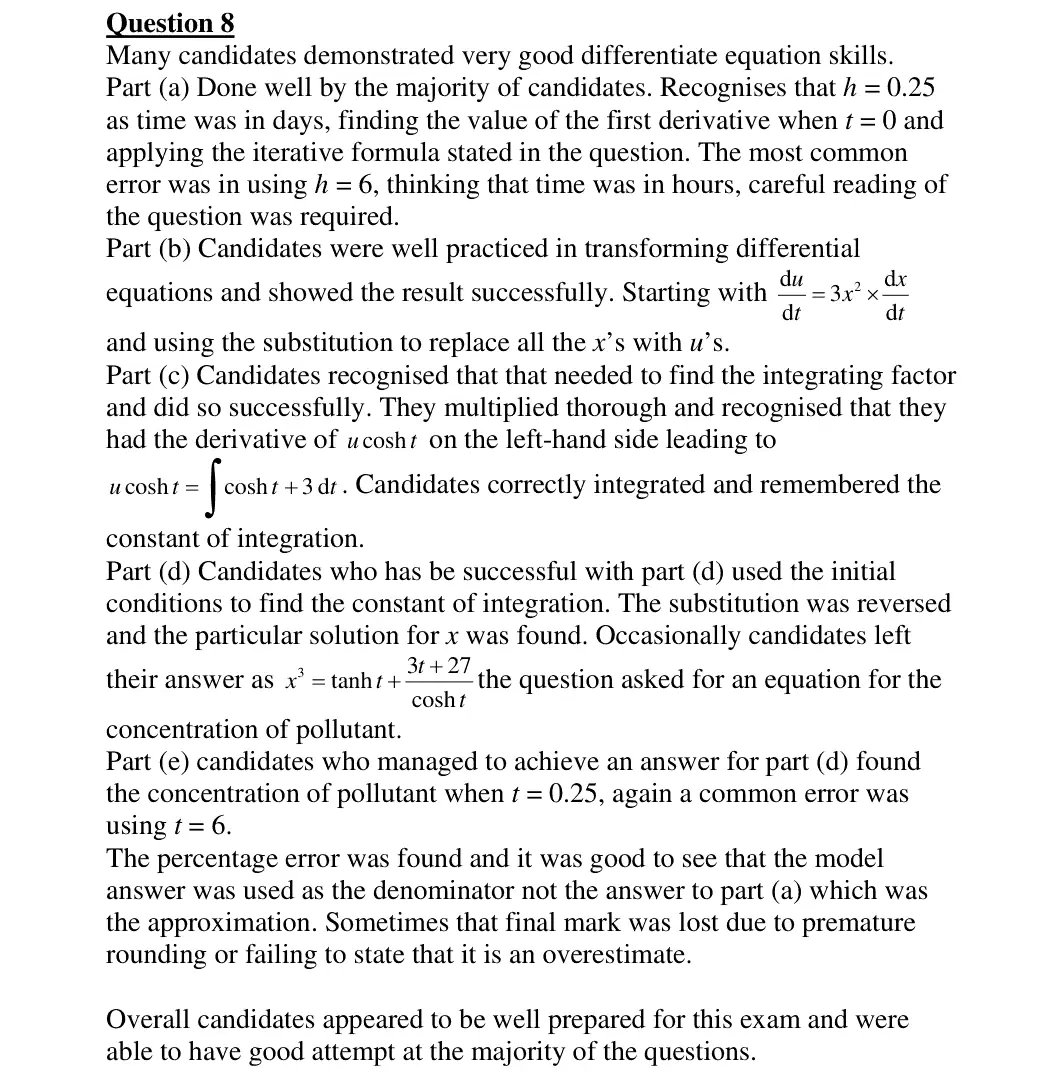 Question 8
Many candidates demonstrated very good differentiate equation skills.
Part (a) Done well by the majority of candidates. Recognises that h = 0.25
as time was in days, finding the value of the first derivative when t = 0 and
applying the iterative formula stated in the question. The most common
error was in using h = 6, thinking that time was in hours, careful reading of
the question was required.
Part (b) Candidates were well practiced in transforming differential
equations and showed the result successfully. Starting with du/dt = 3x² × dx/dt
and using the substitution to replace all the x's with u's.
Part (c) Candidates recognised that that needed to find the integrating factor
and did so successfully. They multiplied thorough and recognised that they
had the derivative of u cosh t on the left-hand side leading to
u cosh t = ∫ cosh t + 3 dt . Candidates correctly integrated and remembered the
constant of integration.
Part (d) Candidates who has be successful with part (d) used the initial
conditions to find the constant of integration. The substitution was reversed
and the particular solution for x was found. Occasionally candidates left
their answer as x³ = tanh t + (3t + 27)/(cosh t) the question asked for an equation for the
concentration of pollutant.
Part (e) candidates who managed to achieve an answer for part (d) found
the concentration of pollutant when t = 0.25, again a common error was
using t = 6.
The percentage error was found and it was good to see that the model
answer was used as the denominator not the answer to part (a) which was
the approximation. Sometimes that final mark was lost due to premature
rounding or failing to state that it is an overestimate.
Overall candidates appeared to be well prepared for this exam and were
able to have good attempt at the majority of the questions.